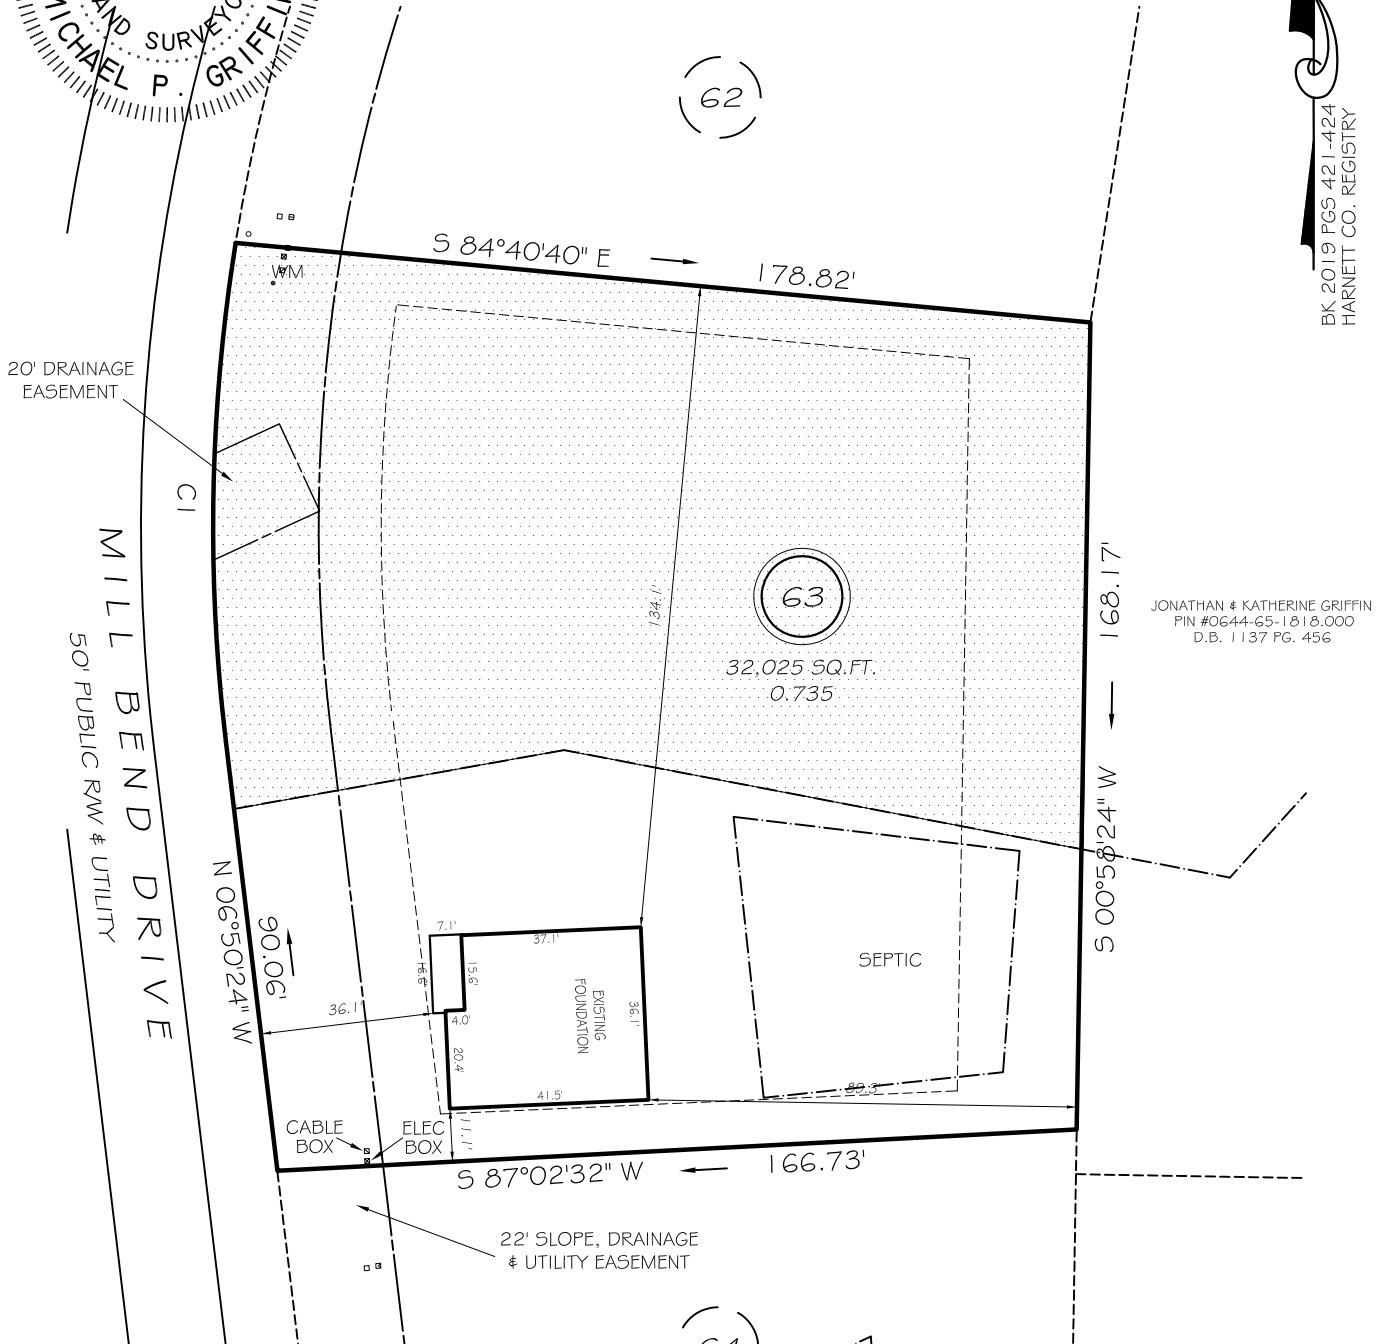 AND SURVEYO
MICHAEL P. GRIFFIN
62
BK 2019 PGS 421-424
HARNETT CO. REGISTRY
S 84°40'40" E
178.82'
WM
20' DRAINAGE
EASEMENT
C1
134.1'
63
32,025 SQ.FT.
0.735
168.17'
S 00°58'24" W
JONATHAN & KATHERINE GRIFFIN
PIN #0644-65-1818.000
D.B. 1137 PG. 456
MILL BEND DRIVE
50' PUBLIC R/W & UTILITY
N 06°50'24" W
90.06'
36.1'
7.1'
37.1'
15.6'
4.0'
20.4'
41.5'
36.1'
EXISTING
FOUNDATION
SEPTIC
89.3'
11.1'
CABLE
BOX
ELEC
BOX
S 87°02'32" W
166.73'
22' SLOPE, DRAINAGE
& UTILITY EASEMENT